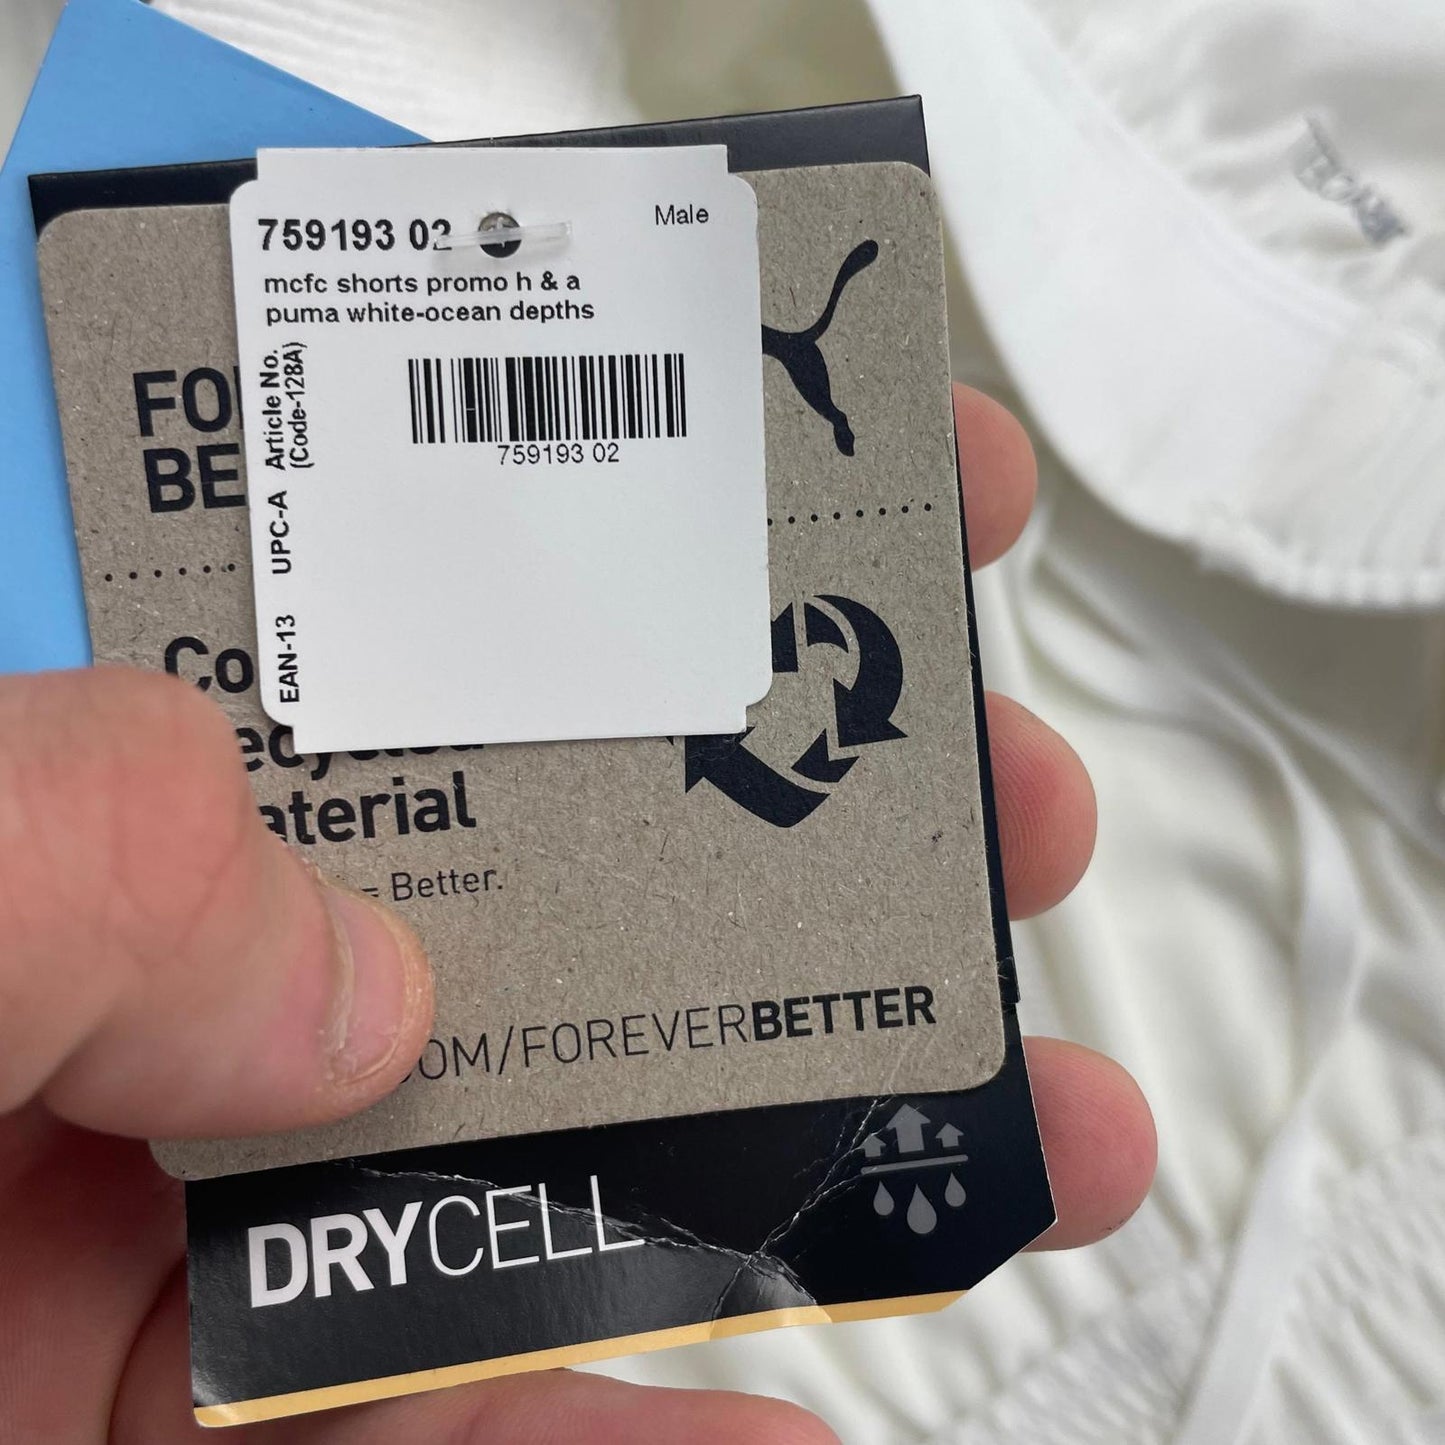 759193 02
Male
mcfc shorts promo h & a
puma white-ocean depths
Article No.
(Code-128A)
759193 02
UPC-A
EAN-13
FO
BE
Co
ecycled
aterial
= Better.
OM/FOREVERBETTER
DRYCELL